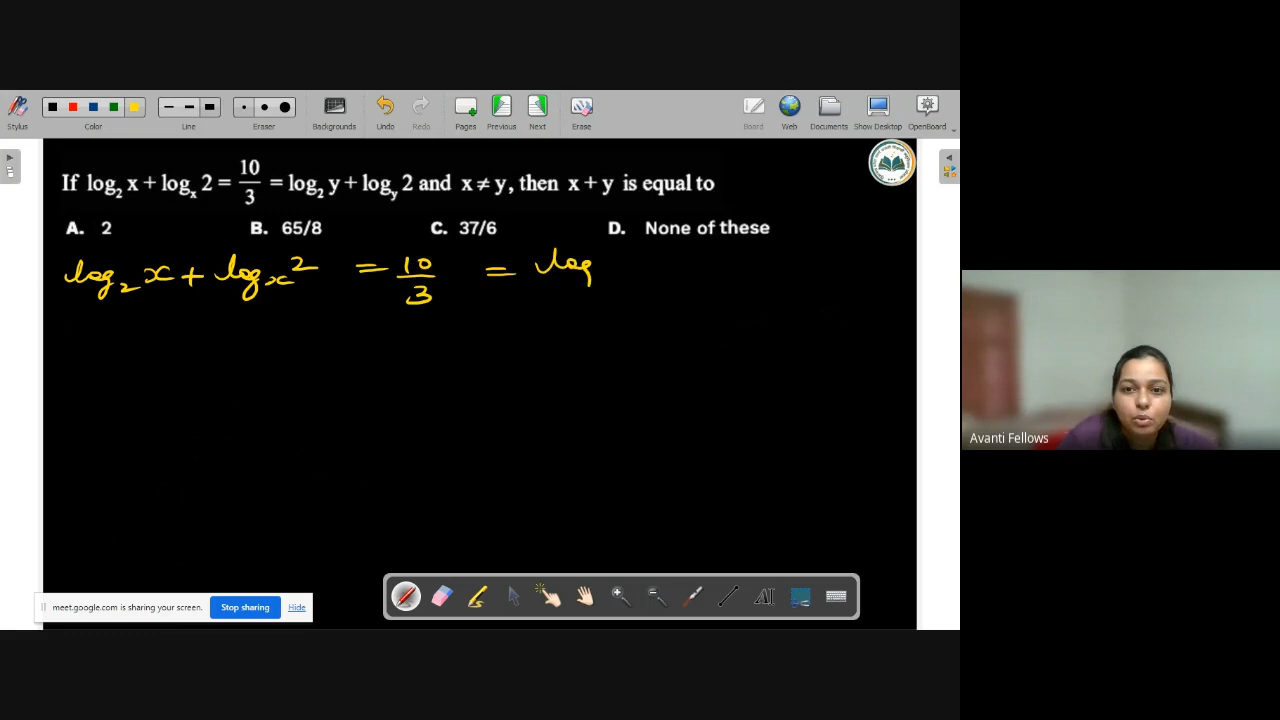 Stylus Color Line Eraser Backgrounds Undo Redo Pages Previous Next Erase Board Web Documents Show Desktop OpenBoard
If log₂ x + logₓ 2 = 10/3 = log₂ y + log_y 2 and x ≠ y, then x + y is equal to
A. 2 B. 65/8 C. 37/6 D. None of these
log₂ x + logₓ 2 = 10/3 = log
Avanti Fellows
AI
meet.google.com is sharing your screen. Stop sharing Hide